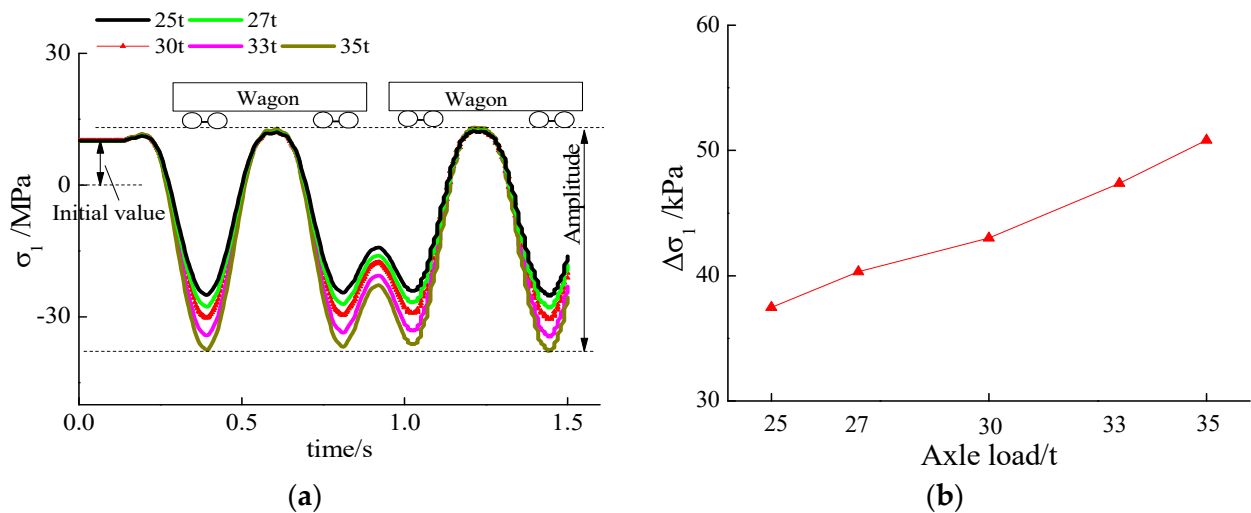 25t 27t
30t 33t 35t
30
0
-30
σ1 /MPa
Wagon Wagon
Initial value
Amplitude
0.0 0.5 1.0 1.5
time/s
(a)
60
50
40
30
Δσ1 /kPa
25 27 30 33 35
Axle load/t
(b)